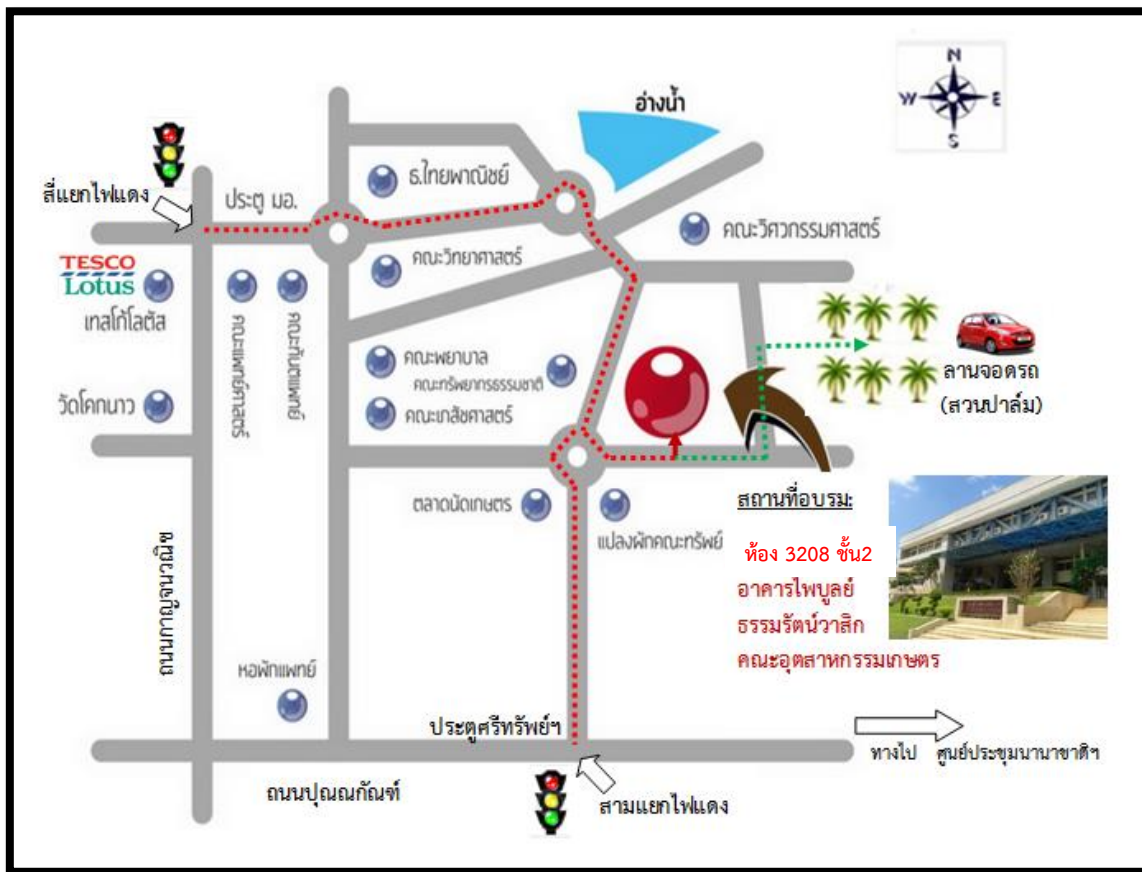 N
W E
S
อ่างน้ำ
สี่แยกไฟแดง
ประตู มอ.
ธ.ไทยพาณิชย์
คณะวิศวกรรมศาสตร์
คณะวิทยาศาสตร์
TESCO
Lotus
เทสโก้โลตัส
คณะแพทย์ศาสตร์
คณะทันตแพทย์
คณะพยาบาล
คณะทรัพยากรธรรมชาติ
คณะเภสัชศาสตร์
วัดโคกนาว
ลานจอดรถ
(สวนปาล์ม)
ตลาดนัดเกษตร
แปลงผักคณะทรัพย์
สถานที่อบรม:
ห้อง 3208 ชั้น2
อาคารไพบูลย์
ธรรมรัตน์วาสิก
คณะอุตสาหกรรมเกษตร
ถนนกาญจนวณิช
หอพักแพทย์
ประตูศรีทรัพย์ฯ
ทางไป ศูนย์ประชุมนานาชาติฯ
ถนนปุณณกัณฑ์
สามแยกไฟแดง